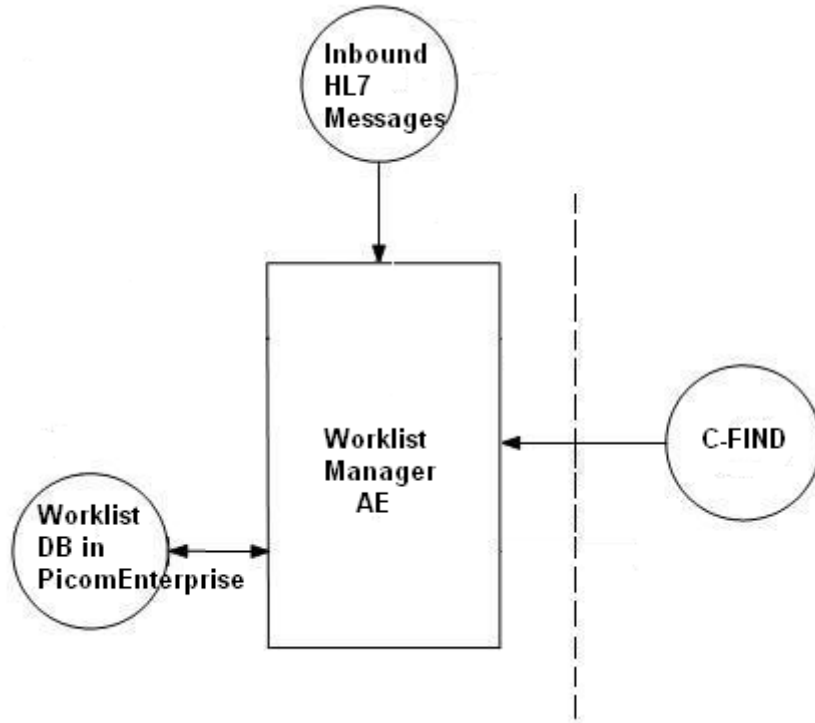 Inbound
HL7
Messages
Worklist
Manager
AE
C-FIND
Worklist
DB in
PicomEnterprise